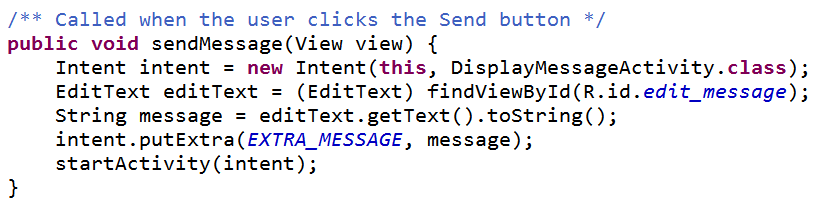 /** Called when the user clicks the Send button */
public void sendMessage(View view) {
    Intent intent = new Intent(this, DisplayMessageActivity.class);
    EditText editText = (EditText) findViewById(R.id.edit_message);
    String message = editText.getText().toString();
    intent.putExtra(EXTRA_MESSAGE, message);
    startActivity(intent);
}